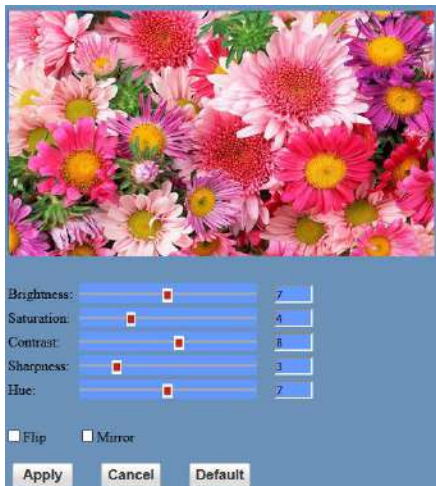 Brightness: 7
Saturation: 4
Contrast: 8
Sharpness: 3
Hue: 7
Flip Mirror
Apply Cancel Default